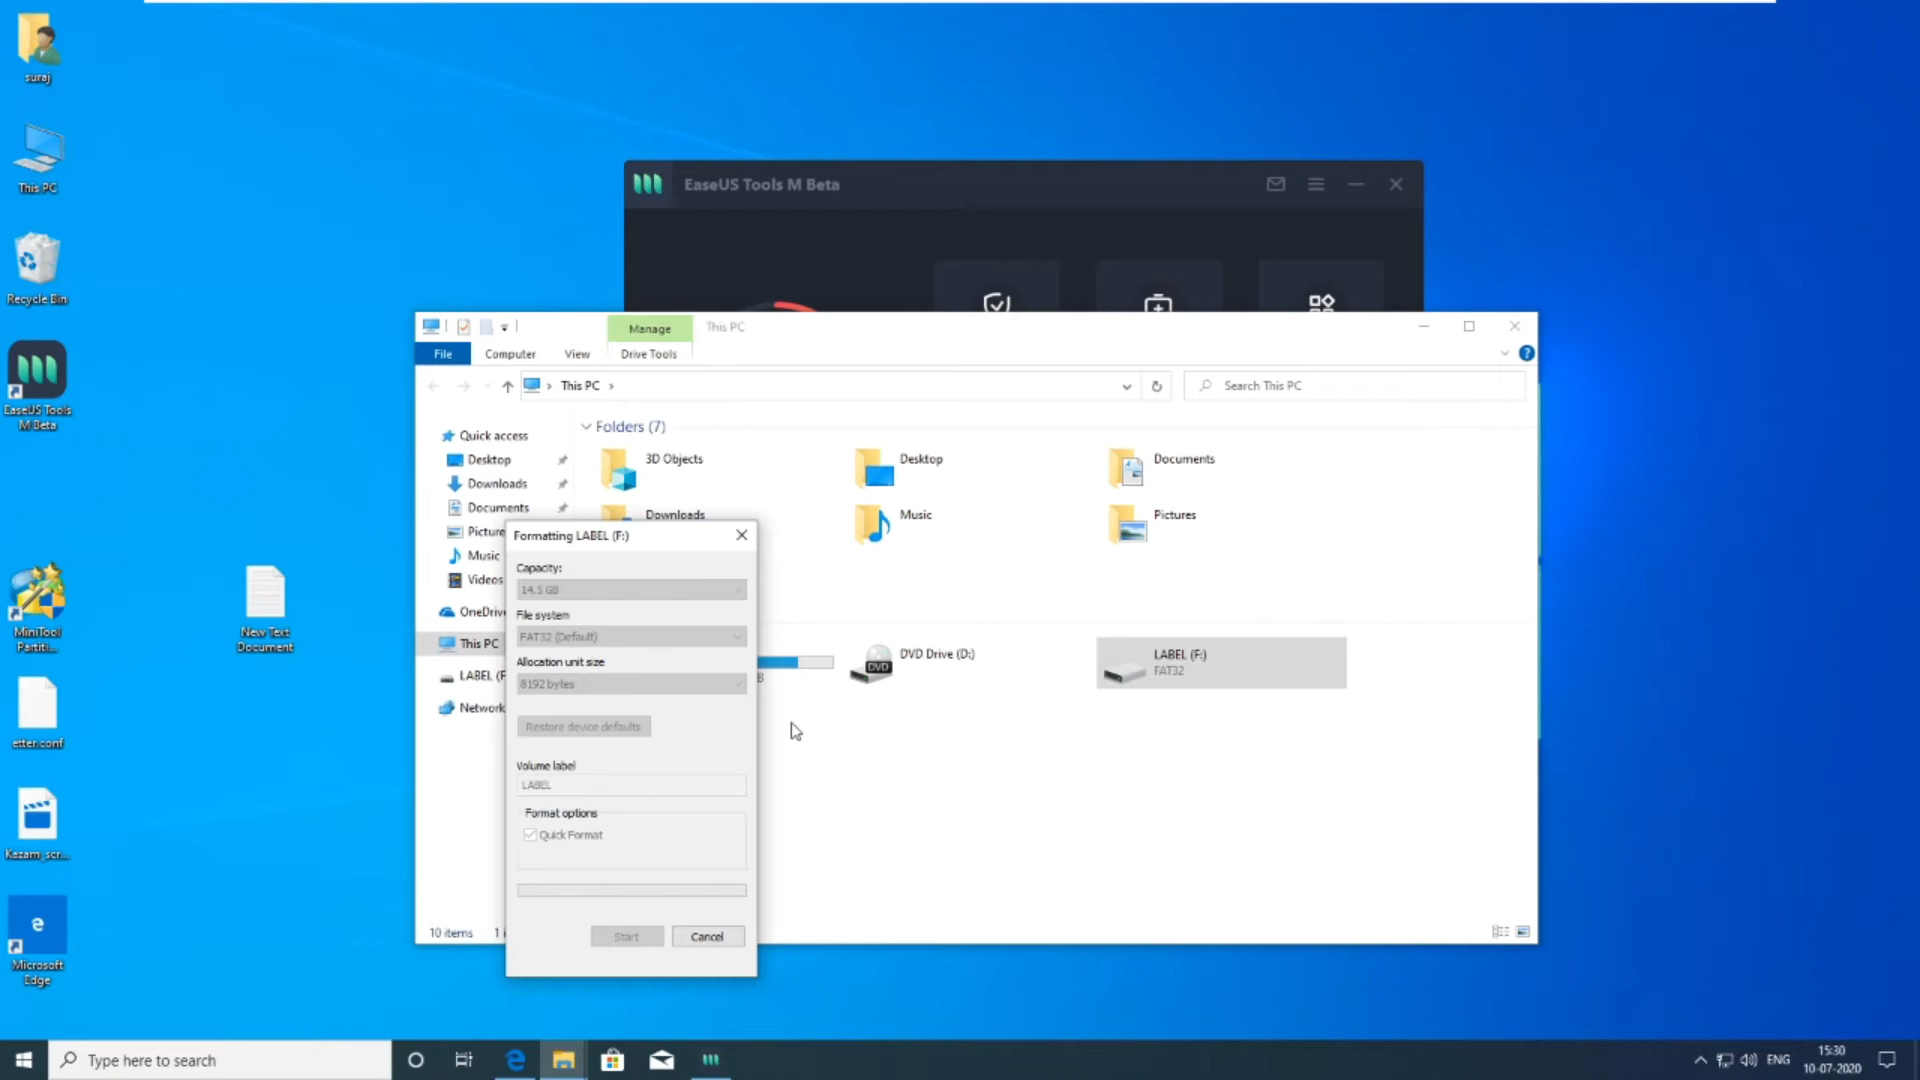 suraj
This PC
Recycle Bin
EaseUS Tools
M Beta
MiniTool
Partiti...
etter.conf
Kazam_scr...
Microsoft
Edge
New Text
Document
EaseUS Tools M Beta
Manage
This PC
File
Computer
View
Drive Tools
This PC
Search This PC
Quick access
Desktop
Downloads
Documents
Picture
Music
Videos
OneDrive
This PC
LABEL (F
Network
Folders (7)
3D Objects
Desktop
Documents
Downloads
Music
Pictures
B
DVD Drive (D:)
DVD
LABEL (F:)
FAT32
10 items
1 i
Formatting LABEL (F:)
Capacity:
14.5 GB
File system
FAT32 (Default)
Allocation unit size
8192 bytes
Restore device defaults
Volume label
LABEL
Format options
Quick Format
Start
Cancel
Type here to search
ENG
15:30
10-07-2020